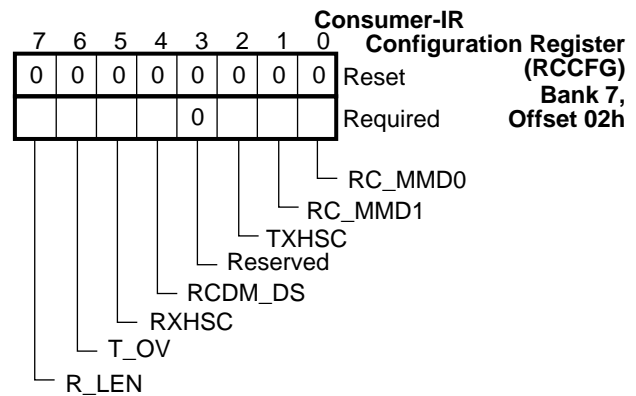 Consumer-IR
7 6 5 4 3 2 1 0 Configuration Register
0 0 0 0 0 0 0 0 Reset (RCCFG)
Bank 7,
0 Required Offset 02h
RC_MMD0
RC_MMD1
TXHSC
Reserved
RCDM_DS
RXHSC
T_OV
R_LEN